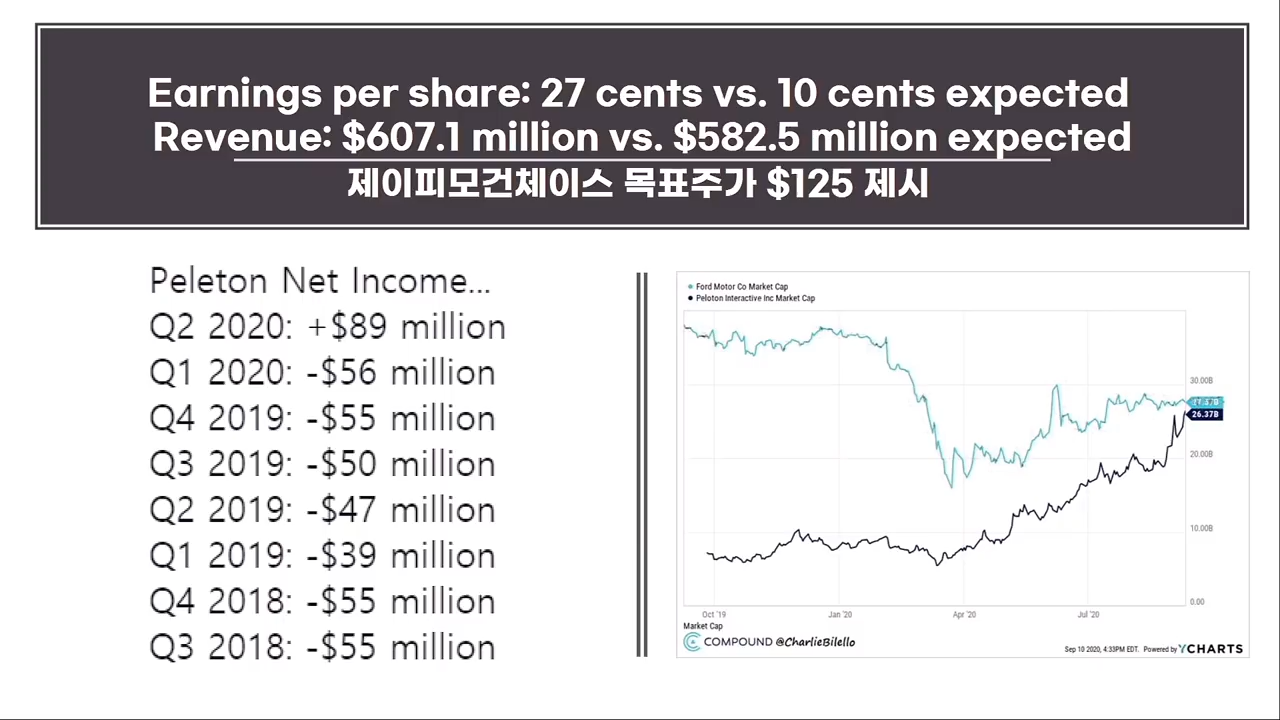 Earnings per share: 27 cents vs. 10 cents expected
Revenue: $607.1 million vs. $582.5 million expected
제이피모건체이스 목표주가 $125 제시
Peleton Net Income...
Q2 2020: +$89 million
Q1 2020: -$56 million
Q4 2019: -$55 million
Q3 2019: -$50 million
Q2 2019: -$47 million
Q1 2019: -$39 million
Q4 2018: -$55 million
Q3 2018: -$55 million
Ford Motor Co Market Cap
Peloton Interactive Inc Market Cap
30.00B
26.37B
20.00B
10.00B
0.00
Oct '19 Jan '20 Apr '20 Jul '20
Market Cap
COMPOUND @CharlieBilello
Sep 10 2020, 4:33PM EDT. Powered by YCHARTS